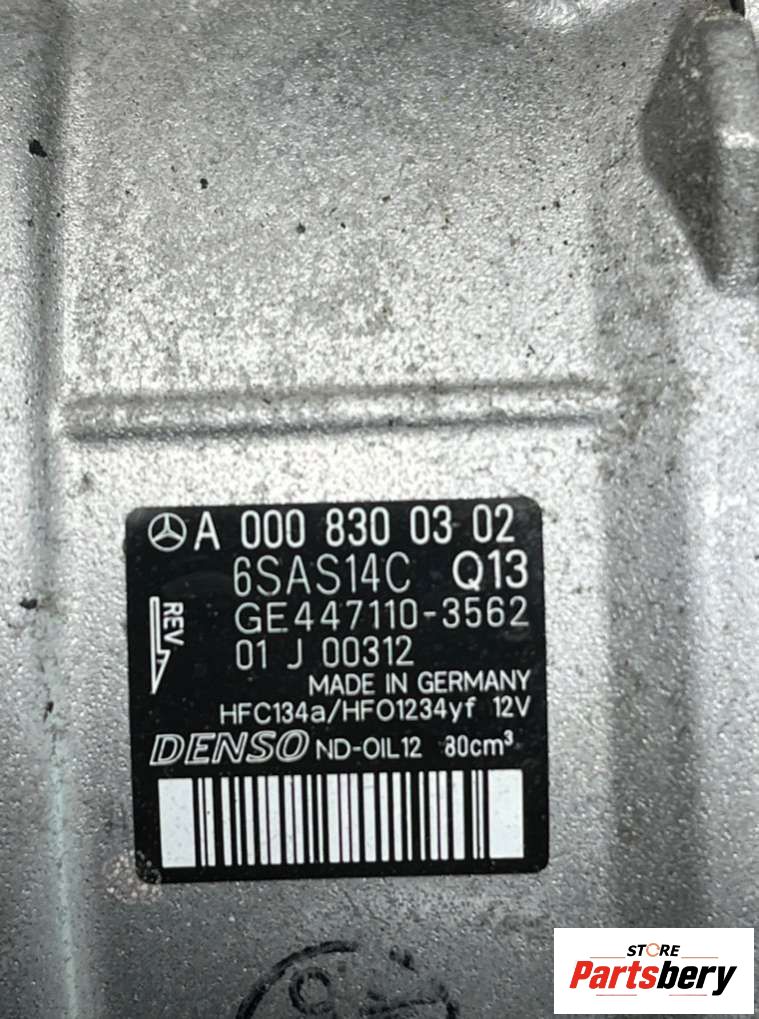 A 000 830 03 02
6SAS14C Q13
REV.
GE447110-3562
01 J 00312
MADE IN GERMANY
HFC134a/HFO1234yf 12V
DENSO ND-OIL12 80cm³
STORE
Partsbery